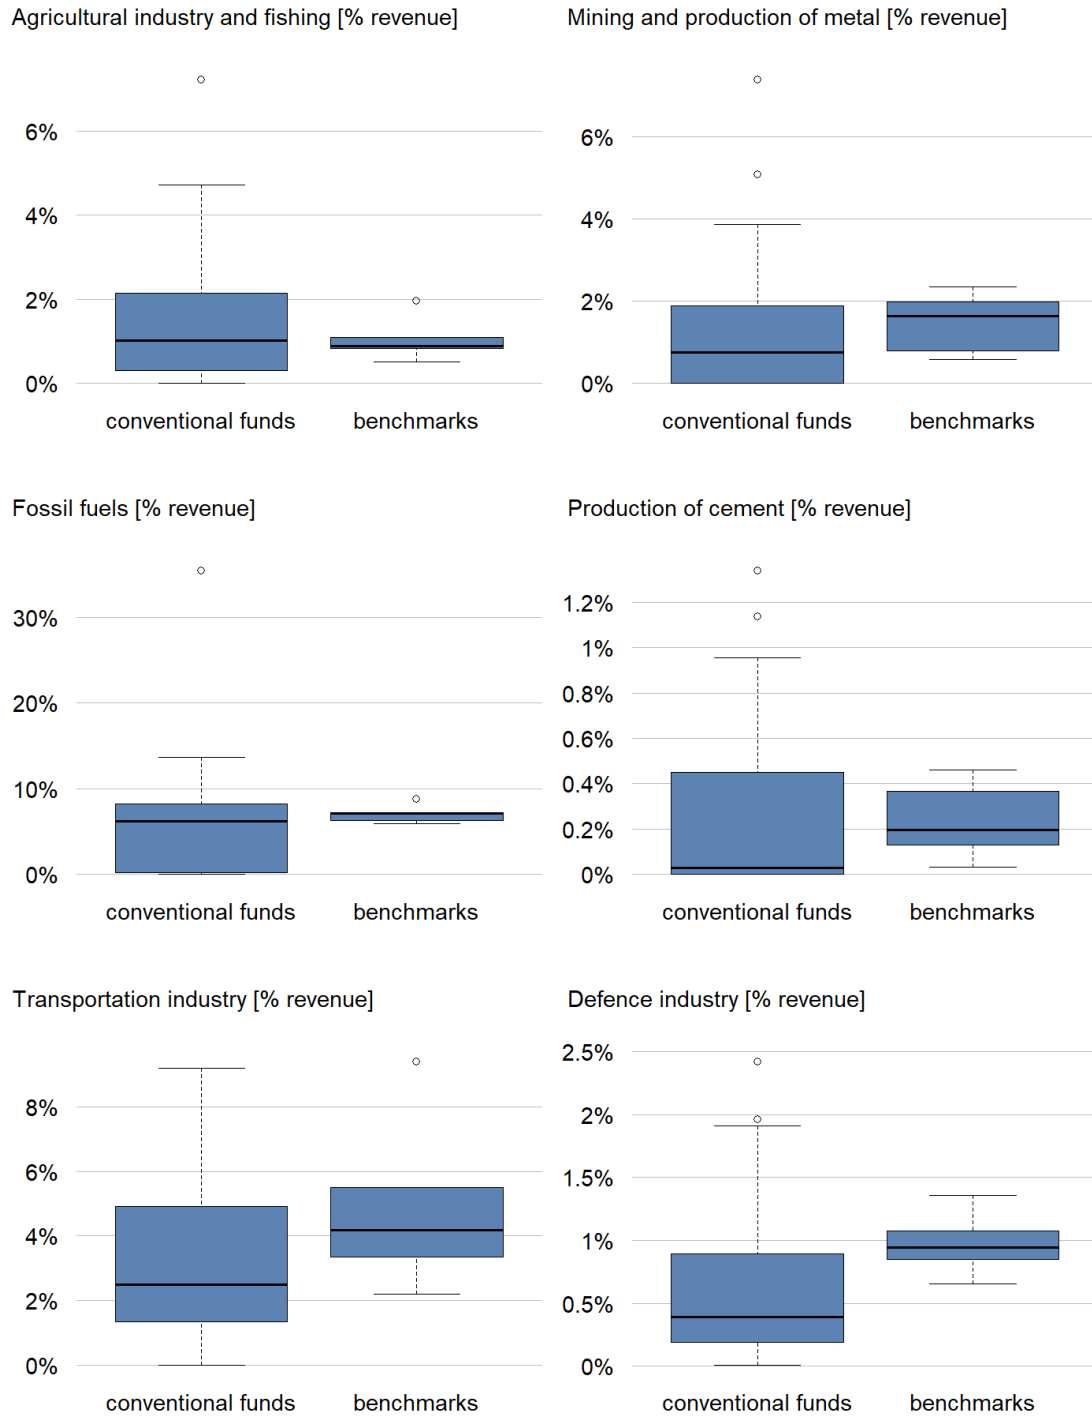 Agricultural industry and fishing [% revenue]
6%
4%
2%
0%
conventional funds
benchmarks
Mining and production of metal [% revenue]
6%
4%
2%
0%
conventional funds
benchmarks
Fossil fuels [% revenue]
30%
20%
10%
0%
conventional funds
benchmarks
Production of cement [% revenue]
1.2%
1%
0.8%
0.6%
0.4%
0.2%
0%
conventional funds
benchmarks
Transportation industry [% revenue]
8%
6%
4%
2%
0%
conventional funds
benchmarks
Defence industry [% revenue]
2.5%
2%
1.5%
1%
0.5%
0%
conventional funds
benchmarks